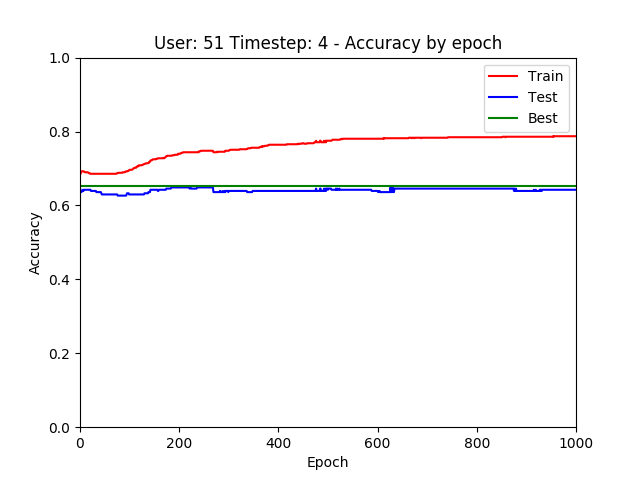 User: 51 Timestep: 4 - Accuracy by epoch
Train
Test
Best
1.0
0.8
0.6
0.4
0.2
0.0
Accuracy
0 200 400 600 800 1000
Epoch